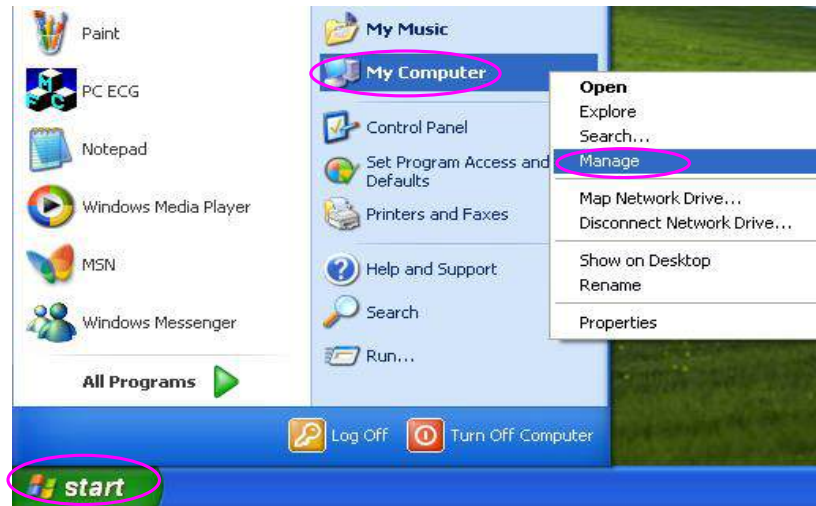 Paint
PC ECG
Notepad
Windows Media Player
MSN
Windows Messenger
All Programs
My Music
My Computer
Control Panel
Set Program Access and
Defaults
Printers and Faxes
Help and Support
Search
Run...
Open
Explore
Search...
Manage
Map Network Drive...
Disconnect Network Drive...
Show on Desktop
Rename
Properties
Log Off
Turn Off Computer
start